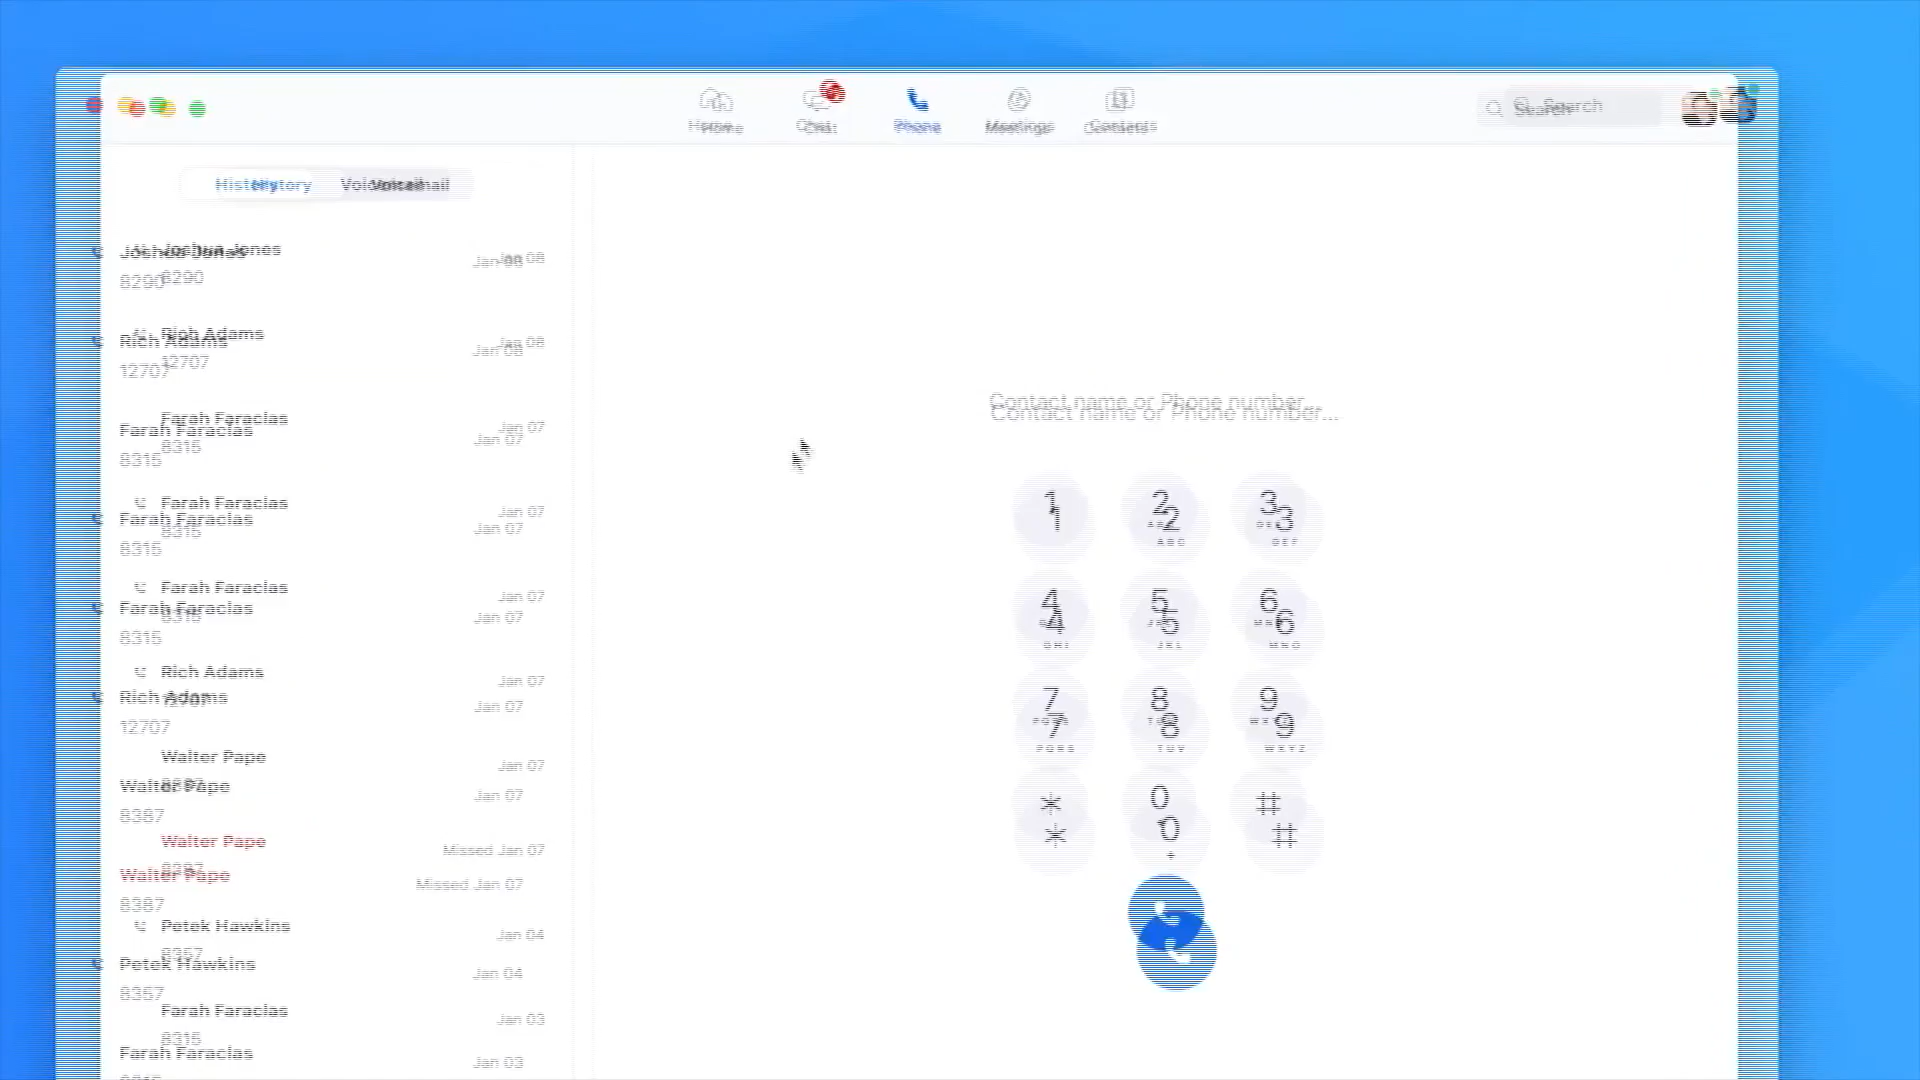 Home Chat Phone Meetings Contacts
Search
History Voicemail
Joshua Jones
8290
Jan 08
Rich Adams
12707
Jan 08
Farah Faraclas
8315
Jan 07
Farah Faraclas
8315
Jan 07
Farah Faraclas
8315
Jan 07
Rich Adams
12707
Jan 07
Walter Pape
8387
Jan 07
Walter Pape
8387
Missed Jan 07
Petek Hawkins
8357
Jan 04
Farah Faraclas
8315
Jan 03
Contact name or Phone number...
1 2 3
ABC DEF
4 5 6
GHI JKL MNO
7 8 9
PQRS TUV WXYZ
* 0 #
+